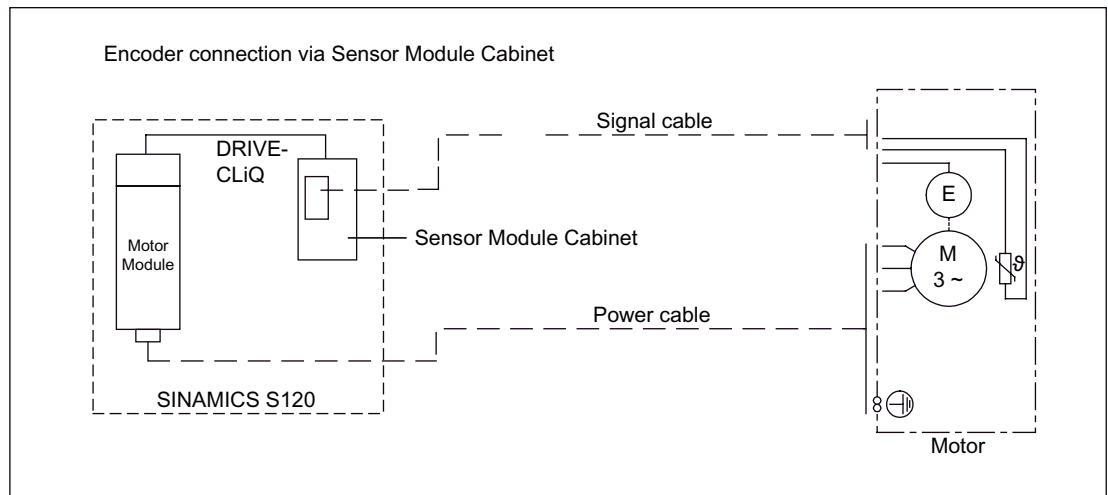 Encoder connection via Sensor Module Cabinet
Signal cable
DRIVE-
CLiQ
E
Motor
Module
Sensor Module Cabinet
M
3 ~
ϑ
Power cable
SINAMICS S120
Motor